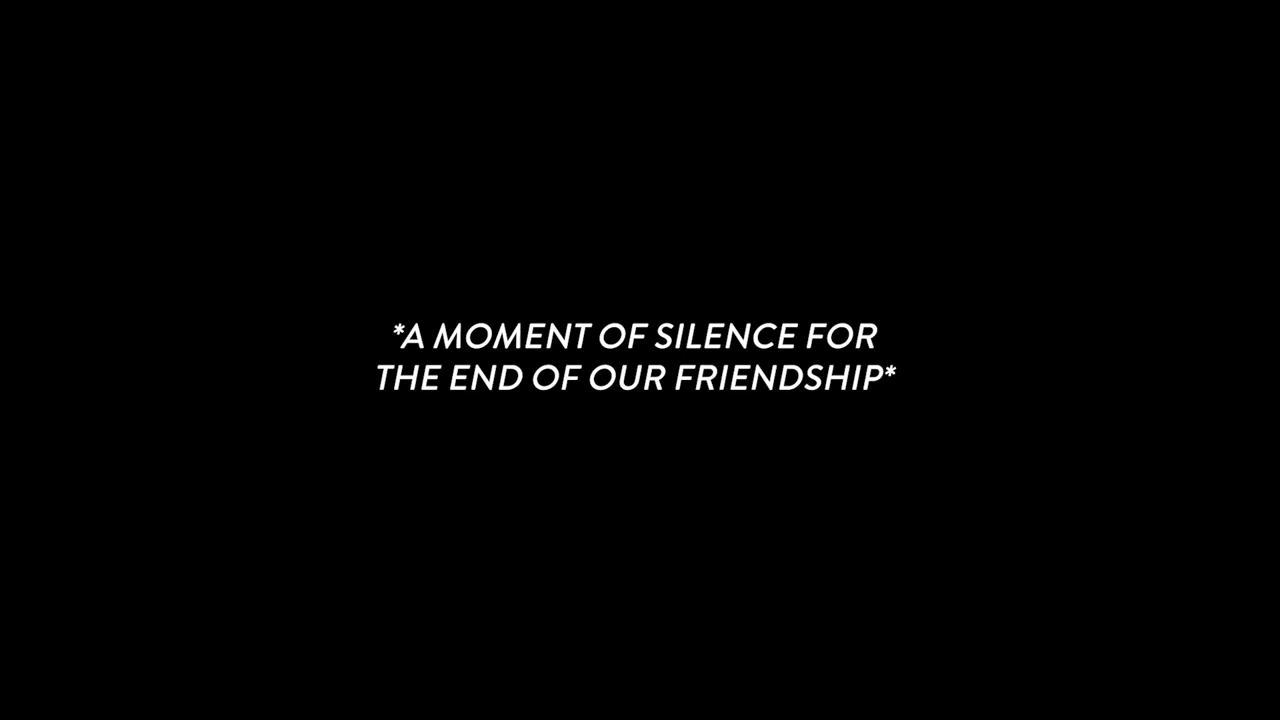 *A MOMENT OF SILENCE FOR
THE END OF OUR FRIENDSHIP*